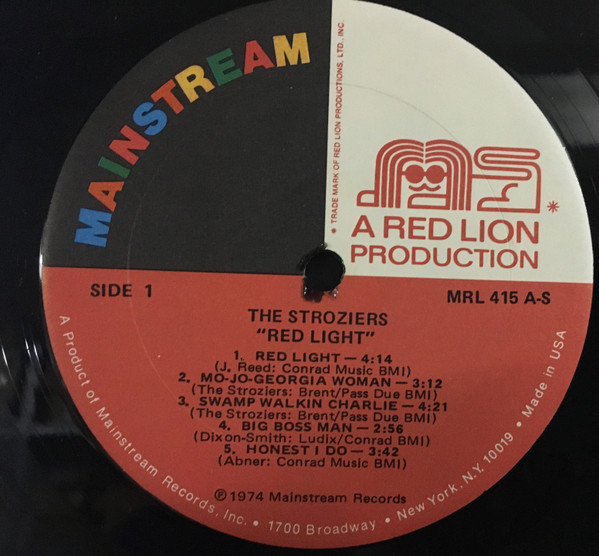 MAINSTREAM
* TRADE MARK OF RED LION PRODUCTIONS, LTD., INC.
*
A RED LION
PRODUCTION
SIDE 1
MRL 415 A-S
THE STROZIERS
"RED LIGHT"
1. RED LIGHT — 4:14
(J. Reed: Conrad Music BMI)
2. MO-JO-GEORGIA WOMAN — 3:12
(The Stroziers: Brent/Pass Due BMI)
3. SWAMP WALKIN CHARLIE — 4:21
(The Stroziers: Brent/Pass Due BMI)
4. BIG BOSS MAN — 2:56
(Dixon-Smith: Ludix/Conrad BMI)
5. HONEST I DO — 3:42
(Abner: Conrad Music BMI)
℗ 1974 Mainstream Records
A Product of Mainstream Records, Inc. • 1700 Broadway • New York, N.Y. 10019 • Made in USA